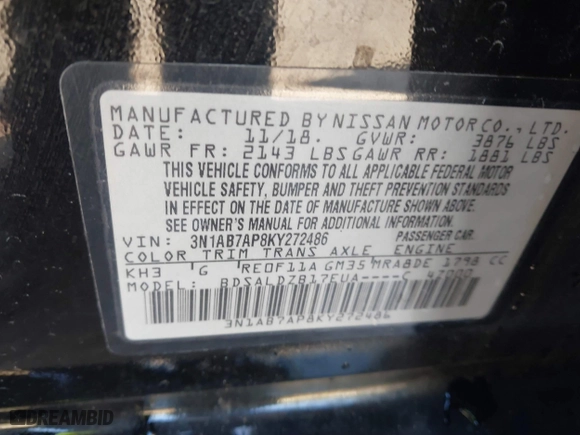 MANUFACTURED BY NISSAN MOTOR CO., LTD.
DATE: 11/18. GVWR: 3876 LBS
GAWR FR: 2143 LBS GAWR RR: 1881 LBS
THIS VEHICLE CONFORMS TO ALL APPLICABLE FEDERAL MOTOR
VEHICLE SAFETY, BUMPER AND THEFT PREVENTION STANDARDS
IN EFFECT ON THE DATE OF MANUFACTURE SHOWN ABOVE.
SEE OWNER'S MANUAL FOR ADDITIONAL INFORMATION.
VIN: 3N1AB7AP8KY272486 PASSENGER CAR
COLOR TRIM TRANS AXLE ENGINE
KH3 G RE0F11A GM35 MRA8DE 1798 CC
MODEL: BDSALDZB17EUA----C 47000
3N1AB7AP8KY272486
DREAMBID